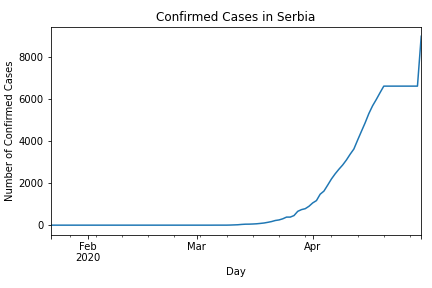 Confirmed Cases in Serbia
Number of Confirmed Cases
8000
6000
4000
2000
0
Feb
2020
Mar
Apr
Day